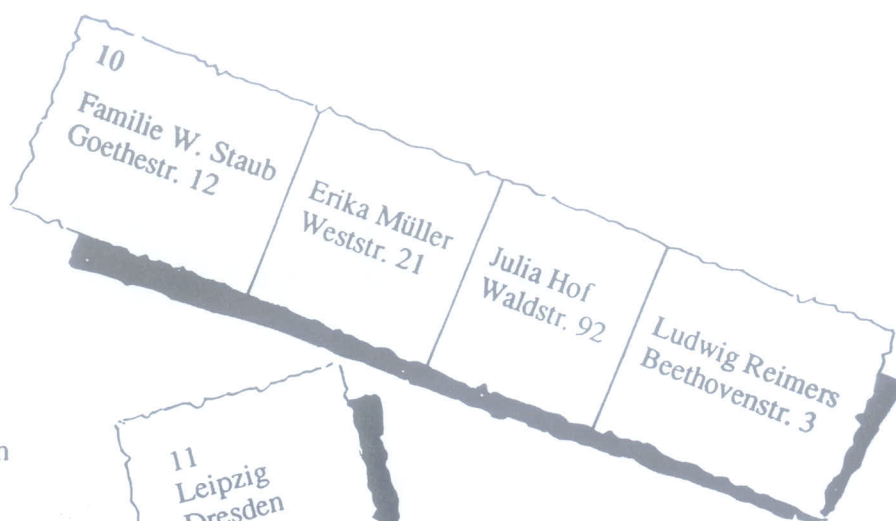 10
Familie W. Staub
Goethestr. 12
Erika Müller
Weststr. 21
Julia Hof
Waldstr. 92
Ludwig Reimers
Beethovenstr. 3
11
Leipzig
Dresden